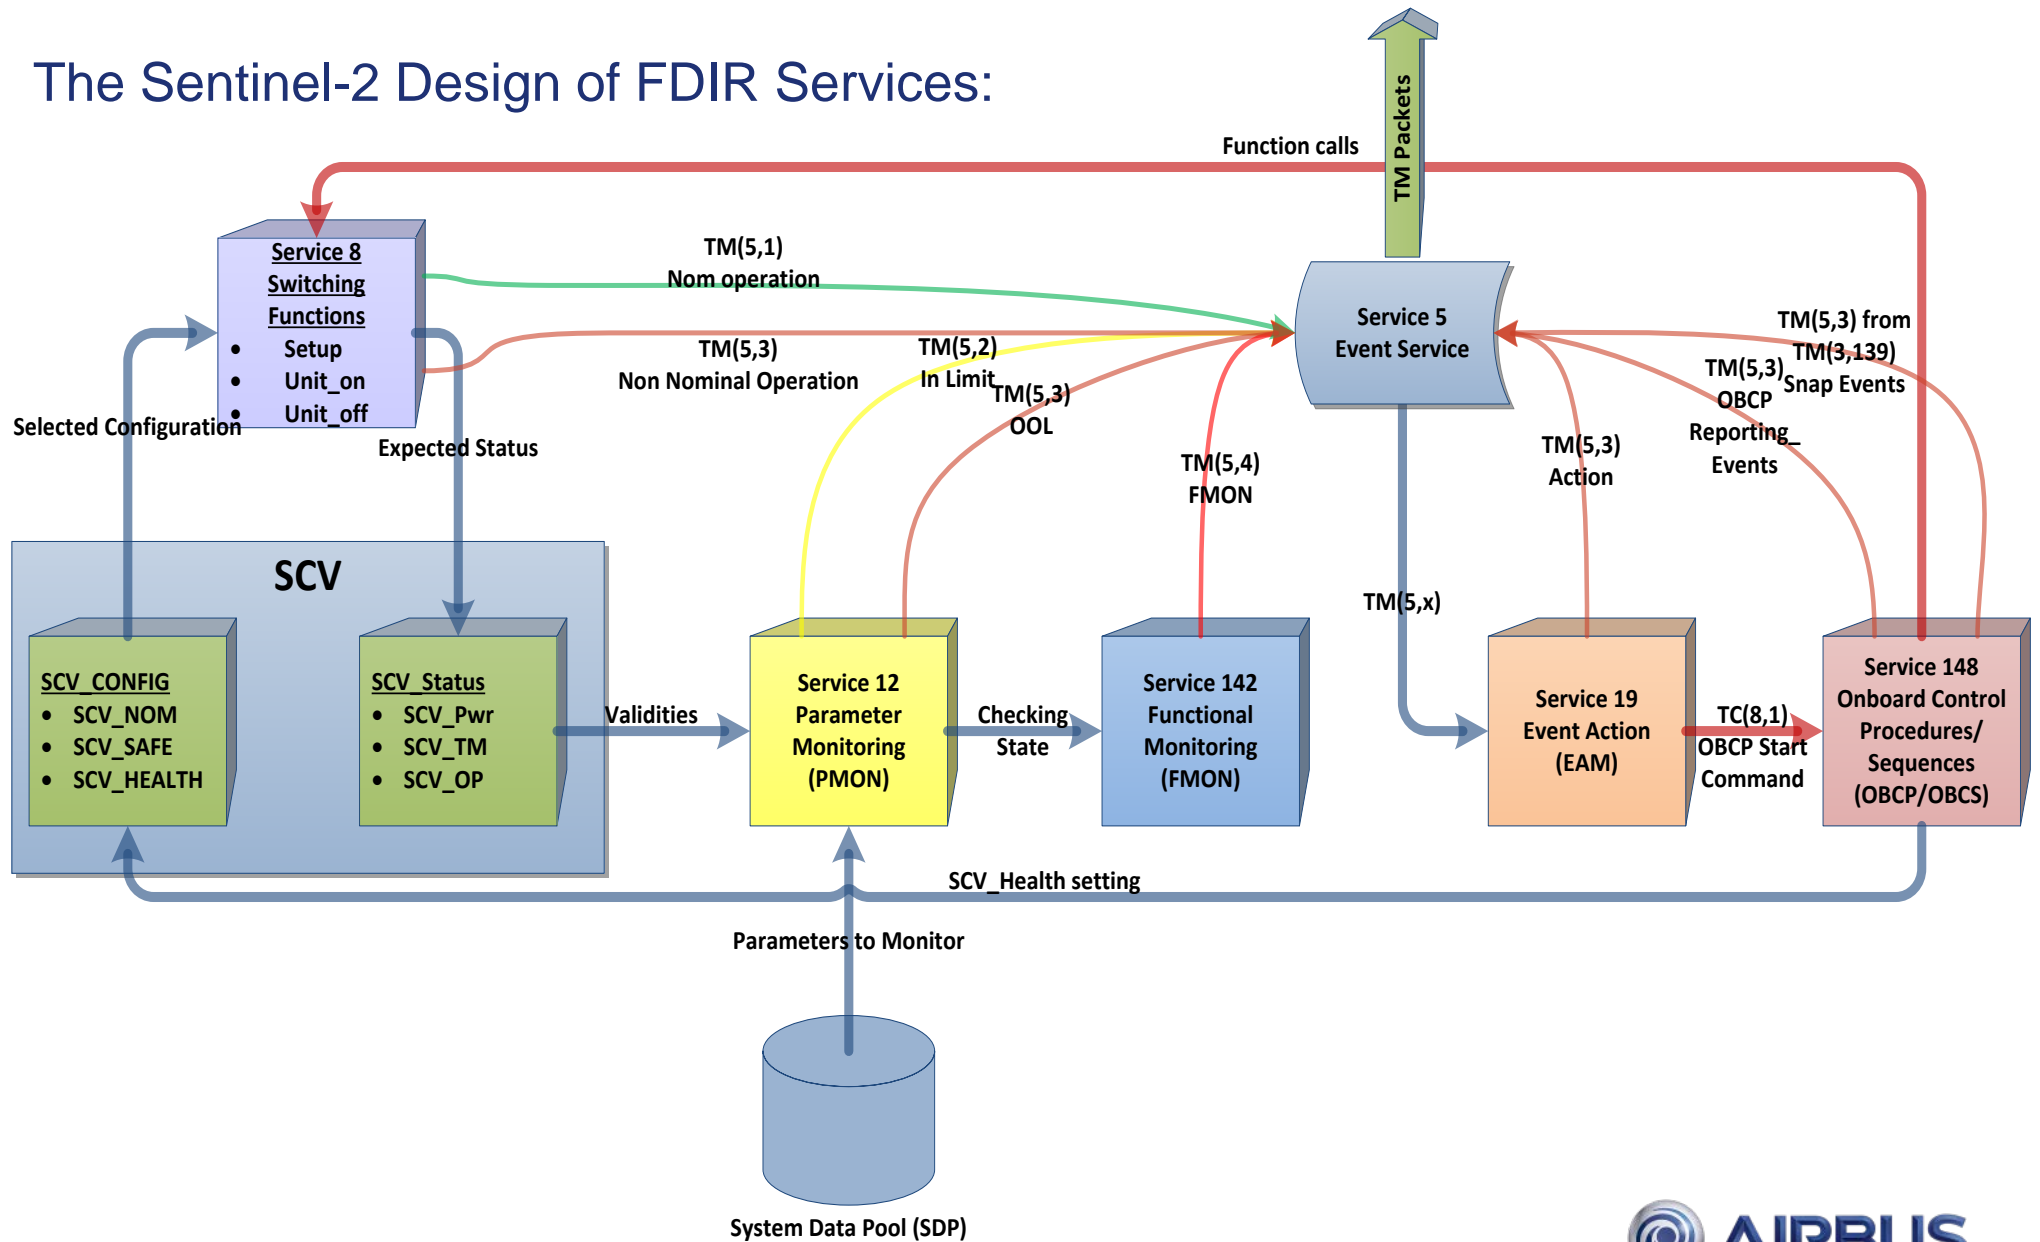 The Sentinel-2 Design of FDIR Services:
TM Packets
Function calls
Service 8
Switching
Functions
• Setup
• Unit_on
• Unit_off
TM(5,1)
Nom operation
TM(5,3)
Non Nominal Operation
TM(5,2)
In Limit
TM(5,3)
OOL
TM(5,4)
FMON
Service 5
Event Service
TM(5,3) from
TM(3,139)
Snap Events
TM(5,3)
OBCP
Reporting_
Events
TM(5,3)
Action
TM(5,x)
Selected Configuration
Expected Status
SCV
SCV_CONFIG
• SCV_NOM
• SCV_SAFE
• SCV_HEALTH
SCV_Status
• SCV_Pwr
• SCV_TM
• SCV_OP
Validities
Service 12
Parameter
Monitoring
(PMON)
Checking
State
Service 142
Functional
Monitoring
(FMON)
Service 19
Event Action
(EAM)
TC(8,1)
OBCP Start
Command
Service 148
Onboard Control
Procedures/
Sequences
(OBCP/OBCS)
SCV_Health setting
Parameters to Monitor
System Data Pool (SDP)
AIRBUS